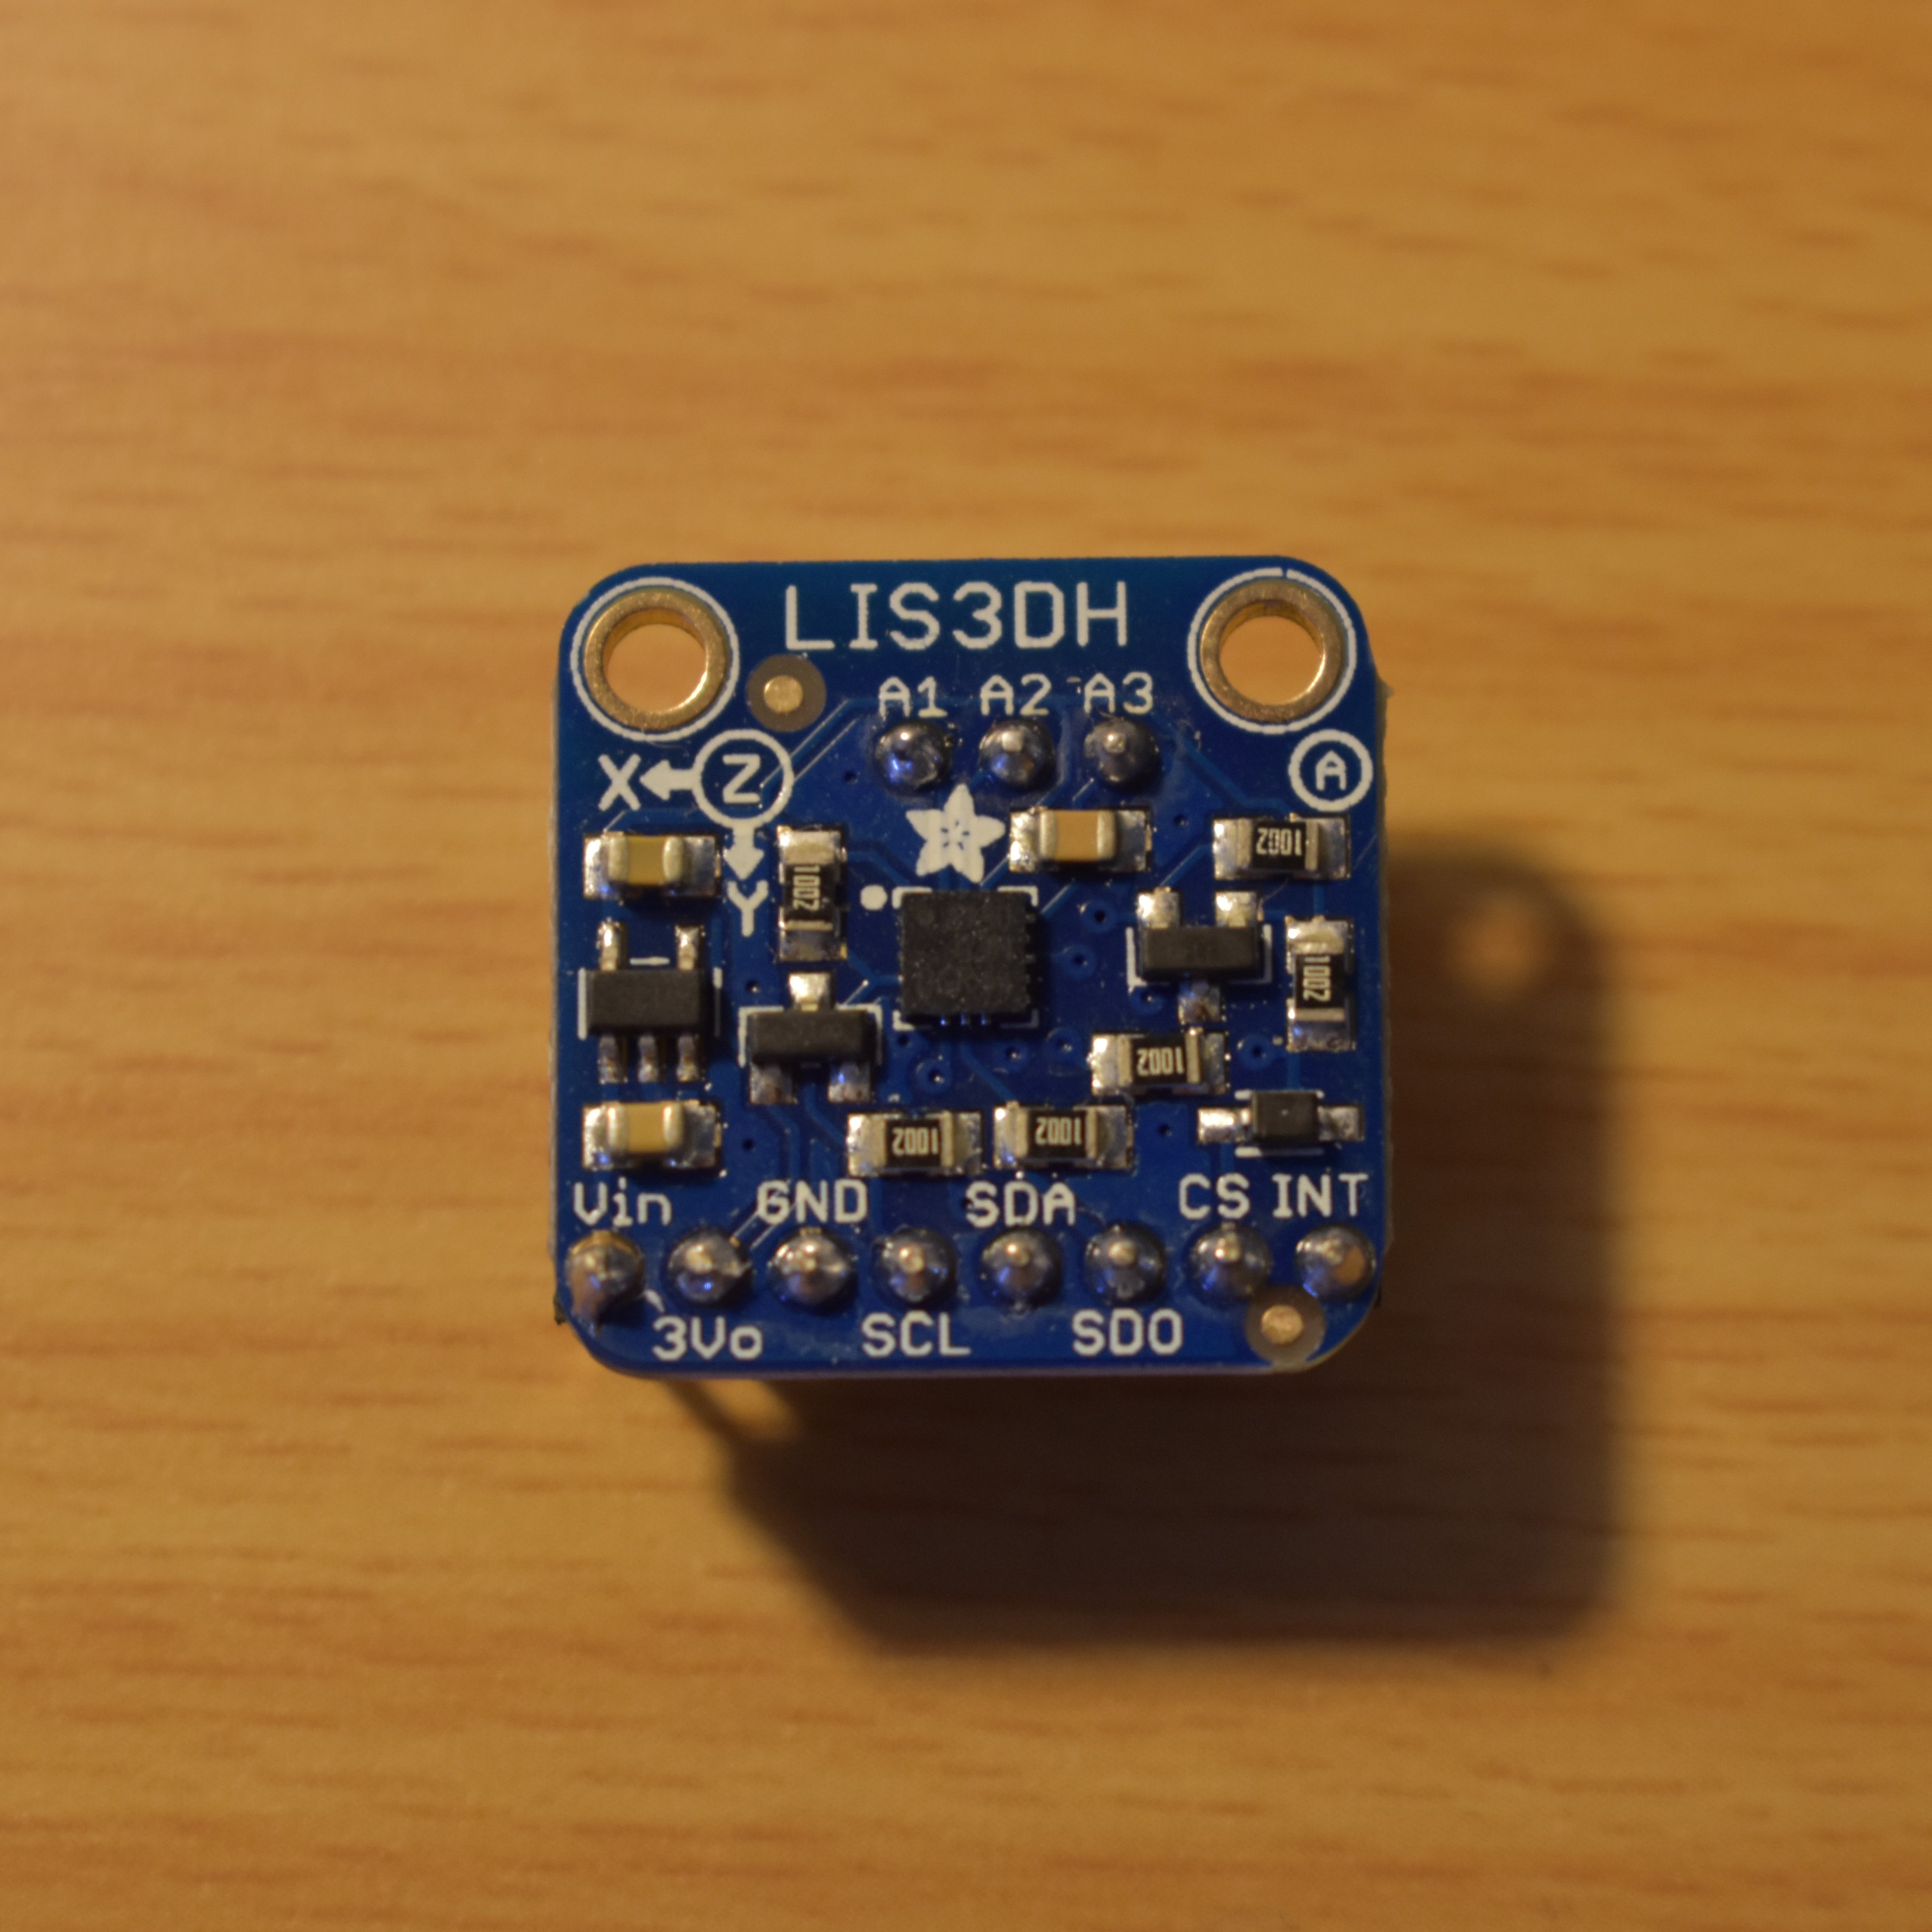 LIS3DH
A1 A2 A3
X Z A
Y
1002
1002
1002
1002
1002
1002
Vin GND SDA CS INT
3Vo SCL SDO